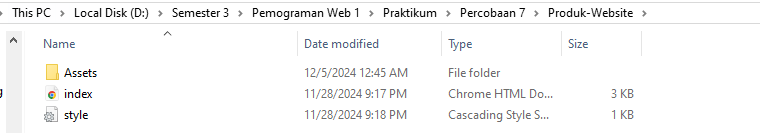 This PC > Local Disk (D:) > Semester 3 > Pemograman Web 1 > Praktikum > Percobaan 7 > Produk-Website >
Name Date modified Type Size
Assets 12/5/2024 12:45 AM File folder
index 11/28/2024 9:17 PM Chrome HTML Do... 3 KB
style 11/28/2024 9:18 PM Cascading Style S... 1 KB